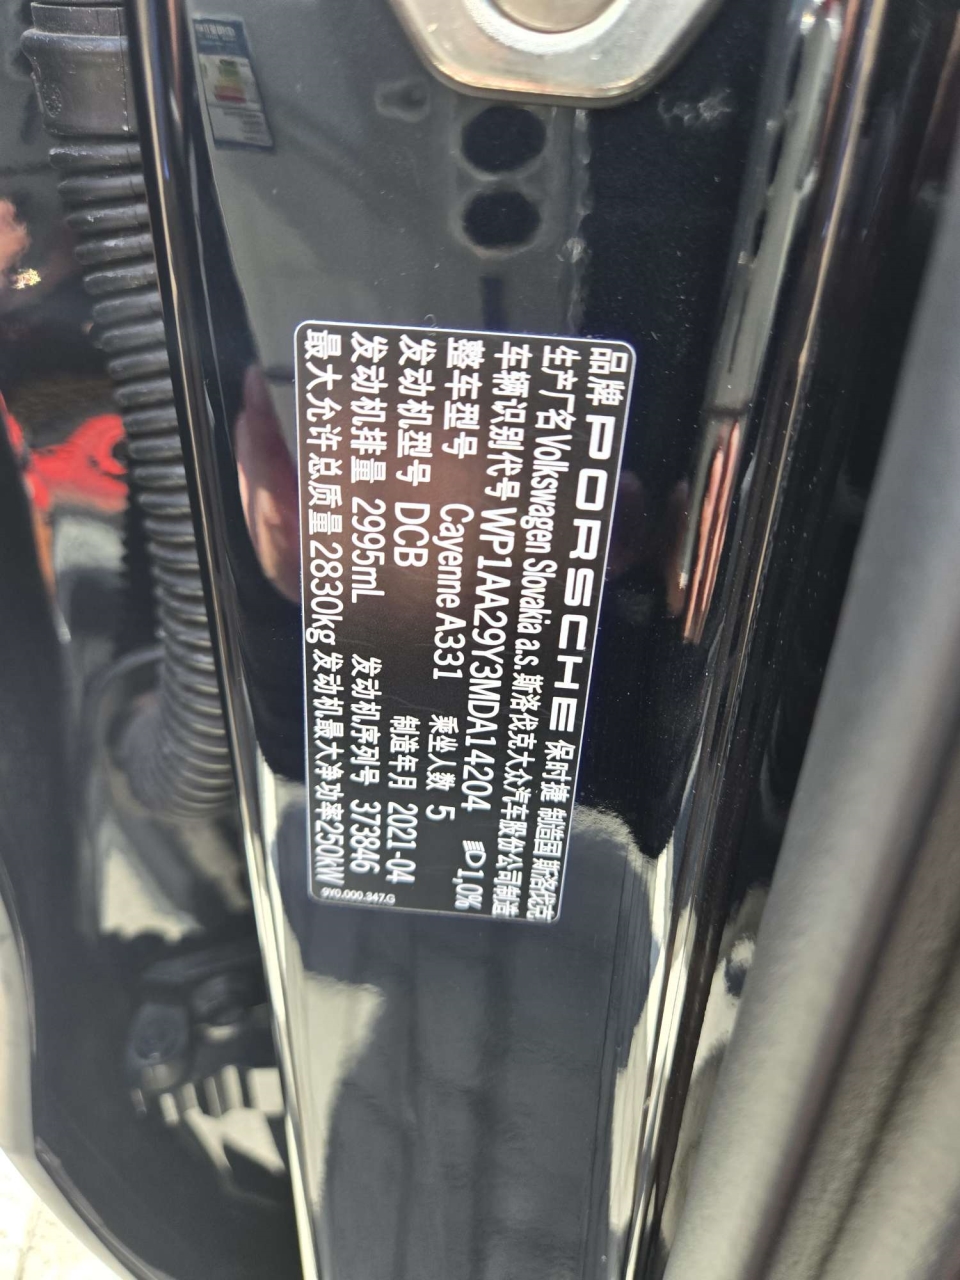 品牌 PORSCHE 保时捷 制造国 斯洛伐克
生产厂名 Volkswagen Slovakia a.s. 斯洛伐克大众汽车股份公司制造
车辆识别代号 WP1AA29Y3MDA14204 1,0%
整车型号 Cayenne A331 乘坐人数 5
发动机型号 DCB 制造年月 2021-04
发动机排量 2995mL 发动机序列号 373846
最大允许总质量 2830kg 发动机最大净功率250kW
9Y0.000.347.G